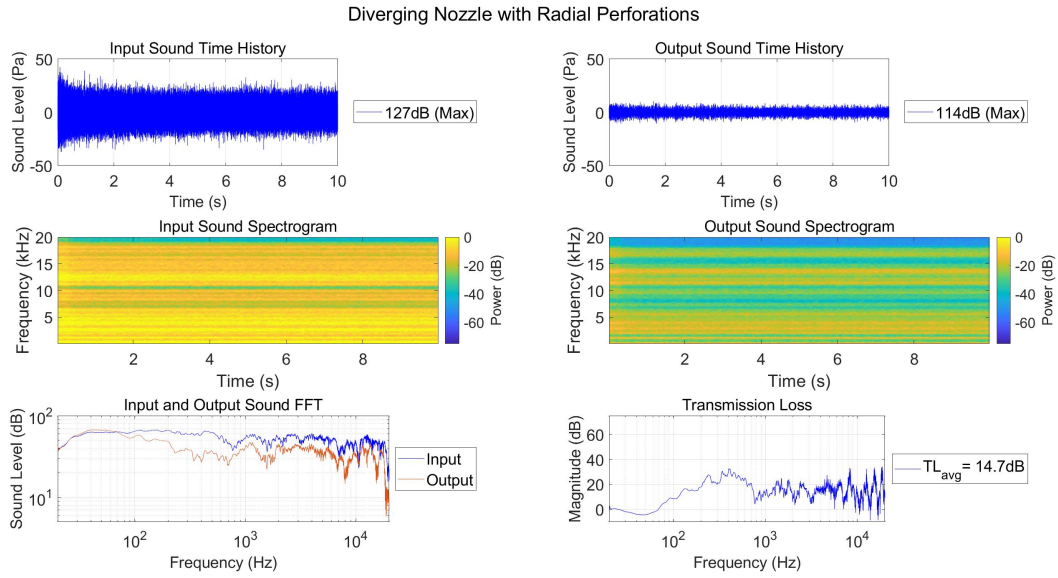 Diverging Nozzle with Radial Perforations
Input Sound Time History
Sound Level (Pa)
50
0
-50
0 2 4 6 8 10
Time (s)
127dB (Max)
Output Sound Time History
Sound Level (Pa)
50
0
-50
0 2 4 6 8 10
Time (s)
114dB (Max)
Input Sound Spectrogram
Frequency (kHz)
20
15
10
5
2 4 6 8
Time (s)
0
-20
-40
-60
Power (dB)
Output Sound Spectrogram
Frequency (kHz)
20
15
10
5
2 4 6 8
Time (s)
0
-20
-40
-60
Power (dB)
Input and Output Sound FFT
Sound Level (dB)
10²
10¹
10² 10³ 10⁴
Frequency (Hz)
Input
Output
Transmission Loss
Magnitude (dB)
60
40
20
0
10² 10³ 10⁴
Frequency (Hz)
TLavg= 14.7dB